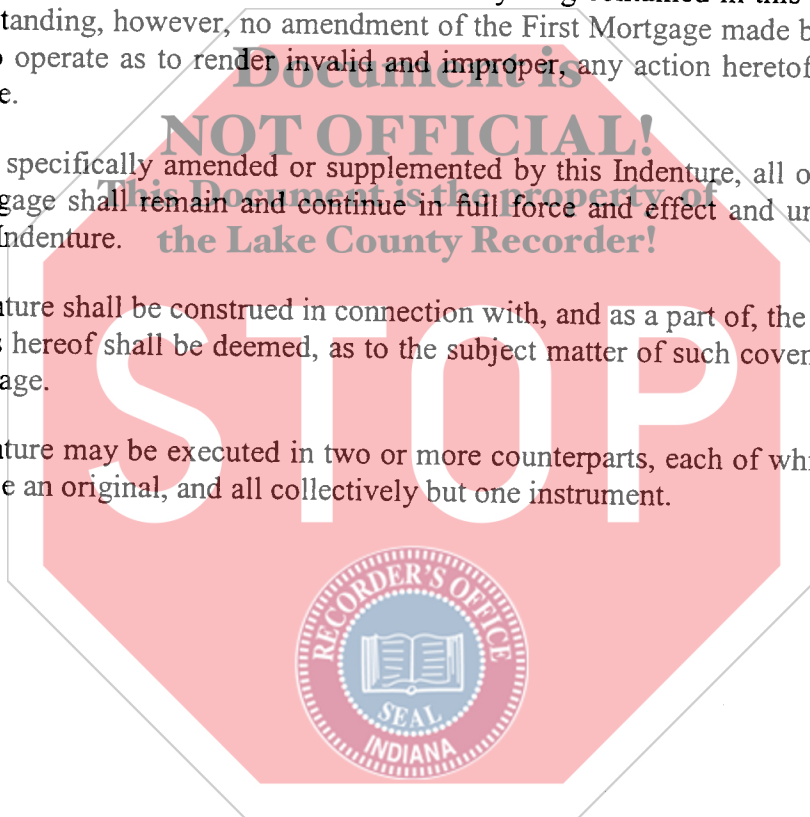 tanding, however, no amendment of the First Mortgage made b
operate as to render invalid and improper, any action heretof
e.
Document is
NOT OFFICIAL!
This Document is the property of
the Lake County Recorder!
specifically amended or supplemented by this Indenture, all o
gage shall remain and continue in full force and effect and un
Indenture.
nture shall be construed in connection with, and as a part of, the
s hereof shall be deemed, as to the subject matter of such coven
age.
STOP
nture may be executed in two or more counterparts, each of whi
e an original, and all collectively but one instrument.
RECORDER'S OFFICE
SEAL
INDIANA